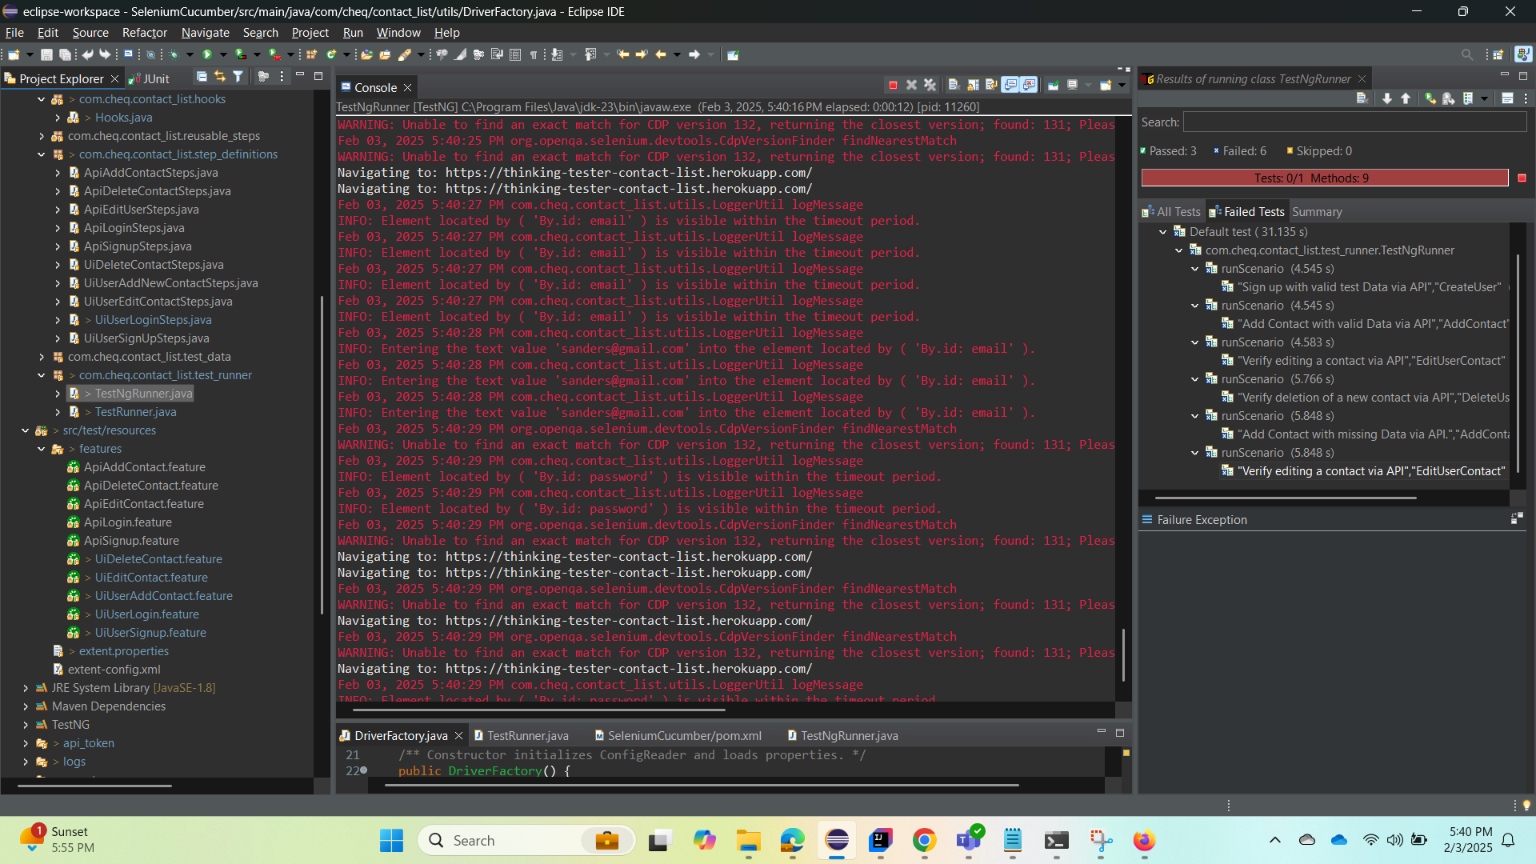 eclipse-workspace - SeleniumCucumber/src/main/java/com/cheq/contact_list/utils/DriverFactory.java - Eclipse IDE
File Edit Source Refactor Navigate Search Project Run Window Help
Project Explorer
JUnit
> com.cheq.contact_list.hooks
> Hooks.java
com.cheq.contact_list.reusable_steps
> com.cheq.contact_list.step_definitions
ApiAddContactSteps.java
ApiDeleteContactSteps.java
ApiEditUserSteps.java
ApiLoginSteps.java
ApiSignupSteps.java
UiDeleteContactSteps.java
UiUserAddNewContactSteps.java
UiUserEditContactSteps.java
> UiUserLoginSteps.java
UiUserSignUpSteps.java
com.cheq.contact_list.test_data
> com.cheq.contact_list.test_runner
> TestNgRunner.java
> TestRunner.java
> src/test/resources
> features
ApiAddContact.feature
ApiDeleteContact.feature
ApiEditContact.feature
ApiLogin.feature
ApiSignup.feature
> UiDeleteContact.feature
> UiEditContact.feature
> UiUserAddContact.feature
> UiUserLogin.feature
> UiUserSignup.feature
> extent.properties
extent-config.xml
JRE System Library [JavaSE-1.8]
Maven Dependencies
TestNG
> api_token
> logs
Console
TestNgRunner [TestNG] C:\Program Files\Java\jdk-23\bin\javaw.exe (Feb 3, 2025, 5:40:16 PM elapsed: 0:00:12) [pid: 11260]
WARNING: Unable to find an exact match for CDP version 132, returning the closest version; found: 131; Pleas
Feb 03, 2025 5:40:25 PM org.openqa.selenium.devtools.CdpVersionFinder findNearestMatch
WARNING: Unable to find an exact match for CDP version 132, returning the closest version; found: 131; Pleas
Navigating to: https://thinking-tester-contact-list.herokuapp.com/
Navigating to: https://thinking-tester-contact-list.herokuapp.com/
Feb 03, 2025 5:40:27 PM com.cheq.contact_list.utils.LoggerUtil logMessage
INFO: Element located by ( 'By.id: email' ) is visible within the timeout period.
Feb 03, 2025 5:40:27 PM com.cheq.contact_list.utils.LoggerUtil logMessage
INFO: Element located by ( 'By.id: email' ) is visible within the timeout period.
Feb 03, 2025 5:40:27 PM com.cheq.contact_list.utils.LoggerUtil logMessage
INFO: Element located by ( 'By.id: email' ) is visible within the timeout period.
Feb 03, 2025 5:40:27 PM com.cheq.contact_list.utils.LoggerUtil logMessage
INFO: Element located by ( 'By.id: email' ) is visible within the timeout period.
Feb 03, 2025 5:40:28 PM com.cheq.contact_list.utils.LoggerUtil logMessage
INFO: Entering the text value 'sanders@gmail.com' into the element located by ( 'By.id: email' ).
Feb 03, 2025 5:40:28 PM com.cheq.contact_list.utils.LoggerUtil logMessage
INFO: Entering the text value 'sanders@gmail.com' into the element located by ( 'By.id: email' ).
Feb 03, 2025 5:40:28 PM com.cheq.contact_list.utils.LoggerUtil logMessage
INFO: Entering the text value 'sanders@gmail.com' into the element located by ( 'By.id: email' ).
Feb 03, 2025 5:40:29 PM org.openqa.selenium.devtools.CdpVersionFinder findNearestMatch
WARNING: Unable to find an exact match for CDP version 132, returning the closest version; found: 131; Pleas
Feb 03, 2025 5:40:29 PM com.cheq.contact_list.utils.LoggerUtil logMessage
INFO: Element located by ( 'By.id: password' ) is visible within the timeout period.
Feb 03, 2025 5:40:29 PM com.cheq.contact_list.utils.LoggerUtil logMessage
INFO: Element located by ( 'By.id: password' ) is visible within the timeout period.
Feb 03, 2025 5:40:29 PM org.openqa.selenium.devtools.CdpVersionFinder findNearestMatch
WARNING: Unable to find an exact match for CDP version 132, returning the closest version; found: 131; Pleas
Navigating to: https://thinking-tester-contact-list.herokuapp.com/
Navigating to: https://thinking-tester-contact-list.herokuapp.com/
Feb 03, 2025 5:40:29 PM org.openqa.selenium.devtools.CdpVersionFinder findNearestMatch
WARNING: Unable to find an exact match for CDP version 132, returning the closest version; found: 131; Pleas
Navigating to: https://thinking-tester-contact-list.herokuapp.com/
Feb 03, 2025 5:40:29 PM org.openqa.selenium.devtools.CdpVersionFinder findNearestMatch
WARNING: Unable to find an exact match for CDP version 132, returning the closest version; found: 131; Pleas
Navigating to: https://thinking-tester-contact-list.herokuapp.com/
Feb 03, 2025 5:40:29 PM com.cheq.contact_list.utils.LoggerUtil logMessage
INFO: Element located by ( 'By.id: password' ) is visible within the timeout period.
DriverFactory.java TestRunner.java SeleniumCucumber/pom.xml TestNgRunner.java
21 /** Constructor initializes ConfigReader and loads properties. */
22 public DriverFactory() {
Results of running class TestNgRunner
Search:
Passed: 3 Failed: 6 Skipped: 0
Tests: 0/1 Methods: 9
All Tests Failed Tests Summary
Default test ( 31.135 s)
com.cheq.contact_list.test_runner.TestNgRunner
runScenario (4.545 s)
"Sign up with valid test Data via API","CreateUser"
runScenario (4.545 s)
"Add Contact with valid Data via API","AddContact"
runScenario (4.583 s)
"Verify editing a contact via API","EditUserContact"
runScenario (5.766 s)
"Verify deletion of a new contact via API","DeleteUs
runScenario (5.848 s)
"Add Contact with missing Data via API.","AddConta
runScenario (5.848 s)
"Verify editing a contact via API","EditUserContact"
Failure Exception
1
Sunset
5:55 PM
Search
5:40 PM
2/3/2025